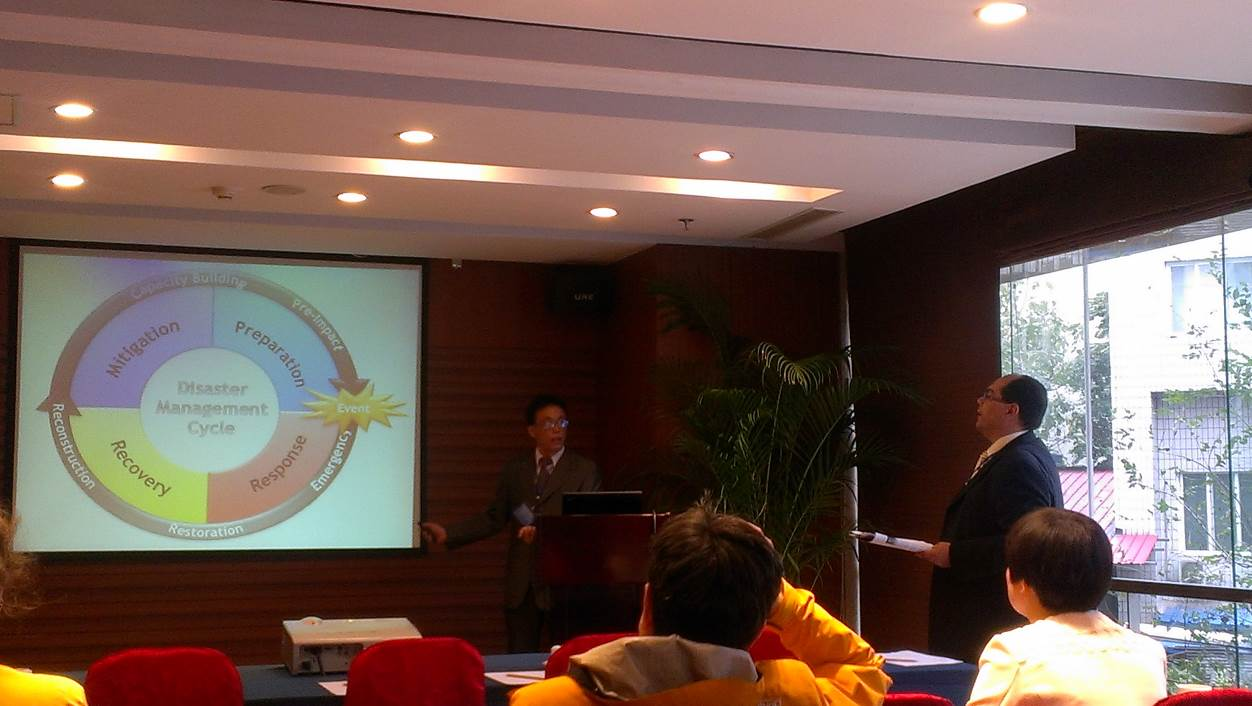 Capacity Building
Pre-Impact
Mitigation
Preparation
Disaster
Management
Cycle
Event
Reconstruction
Recovery
Response
Emergency
Restoration